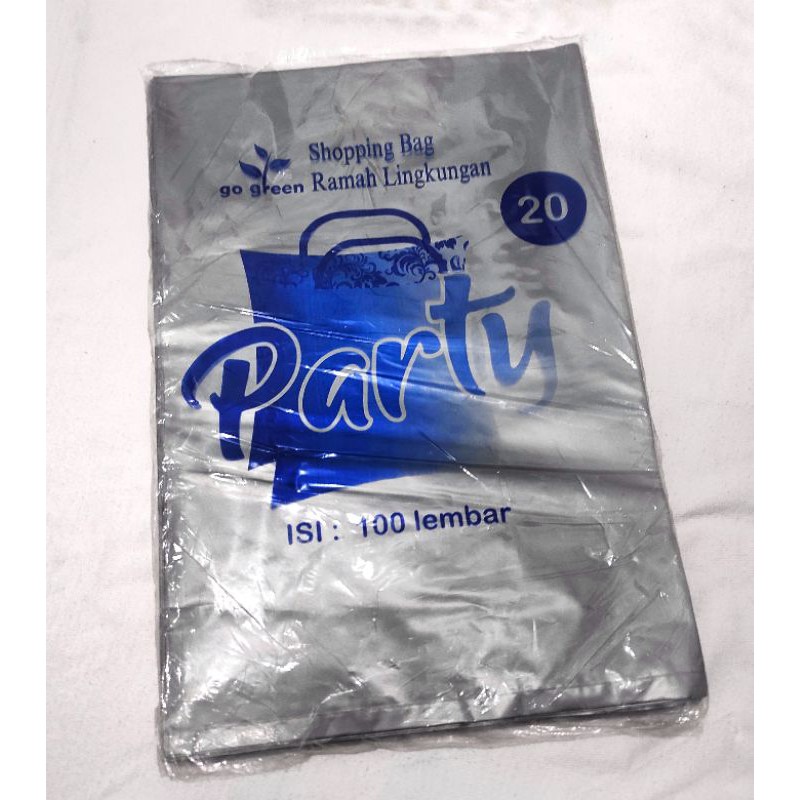 Shopping Bag
go green Ramah Lingkungan
20
Party
ISI : 100 lembar